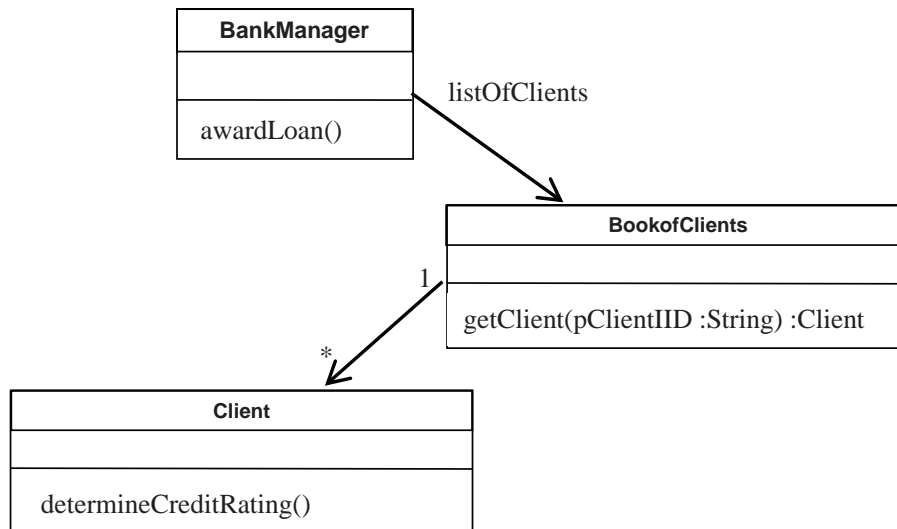 BankManager
listOfClients
awardLoan()
BookofClients
1
getClient(pClientIID :String) :Client
*
Client
determineCreditRating()